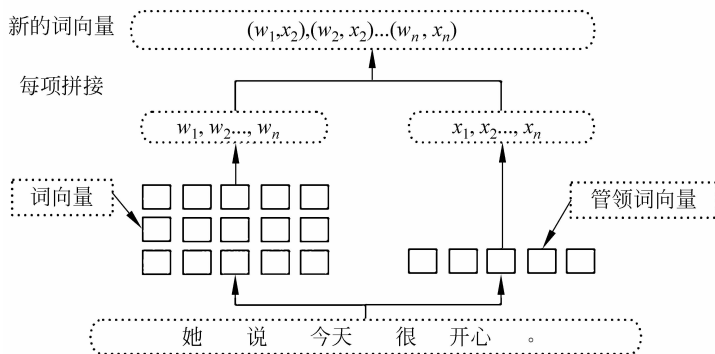 新的词向量
(w₁,x₂),(w₂, x₂)...(wₙ, xₙ)
每项拼接
w₁, w₂..., wₙ
x₁, x₂..., xₙ
词向量
管领词向量
她 说 今天 很 开心 。